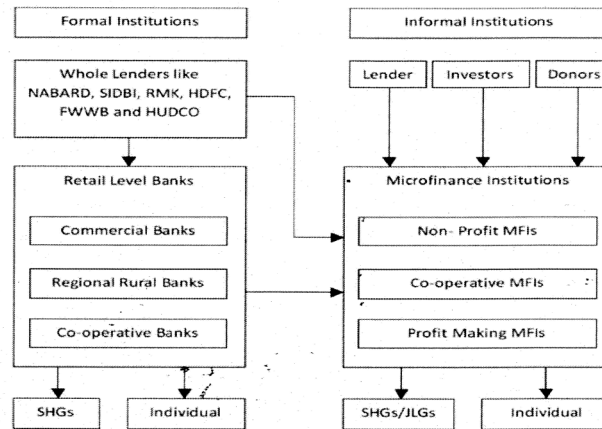 Formal Institutions
Informal Institutions
Whole Lenders like
NABARD, SIDBI, RMK, HDFC,
FWWB and HUDCO
Lender
Investors
Donors
Retail Level Banks
Commercial Banks
Regional Rural Banks
Co-operative Banks
Microfinance Institutions
Non- Profit MFIs
Co-operative MFIs
Profit Making MFIs
SHGs
Individual
SHGs/JLGs
Individual